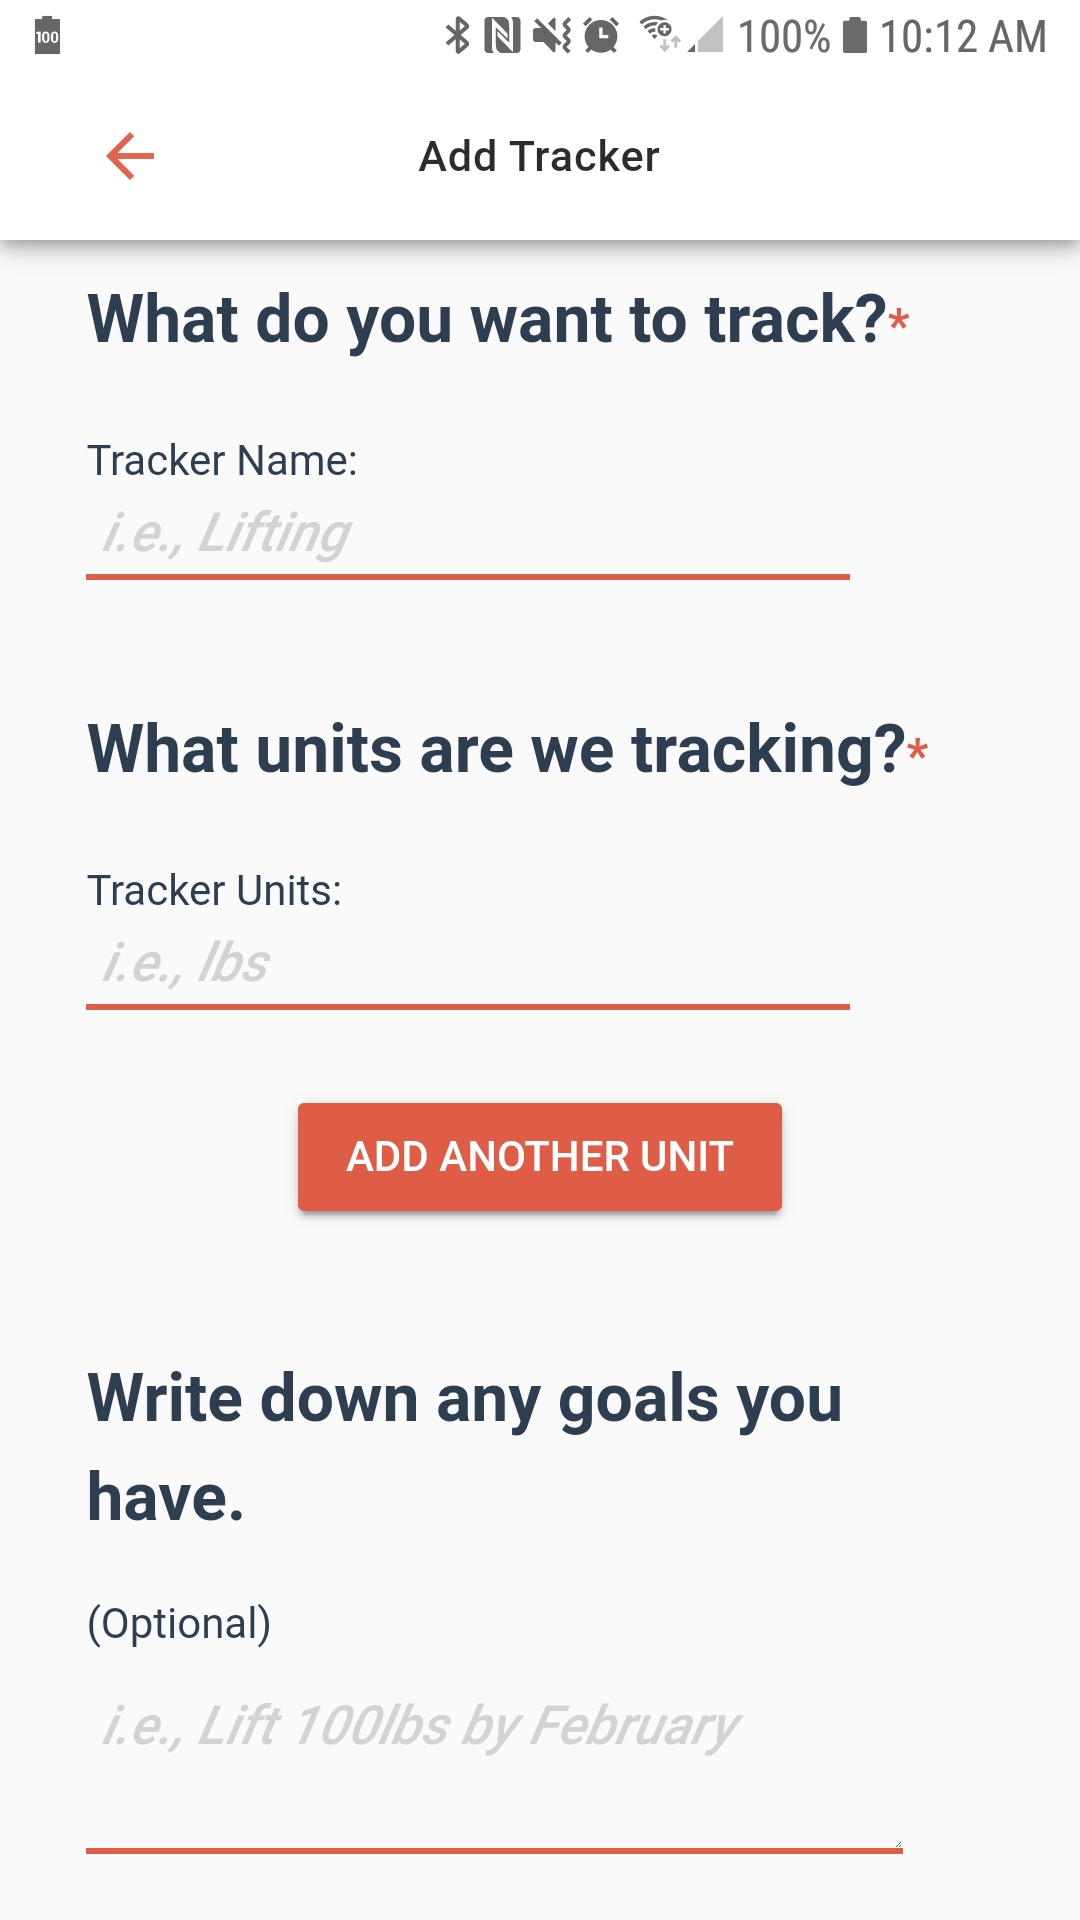 100 100% 10:12 AM
Add Tracker
What do you want to track?*
Tracker Name:
i.e., Lifting
What units are we tracking?*
Tracker Units:
i.e., lbs
ADD ANOTHER UNIT
Write down any goals you
have.
(Optional)
i.e., Lift 100lbs by February